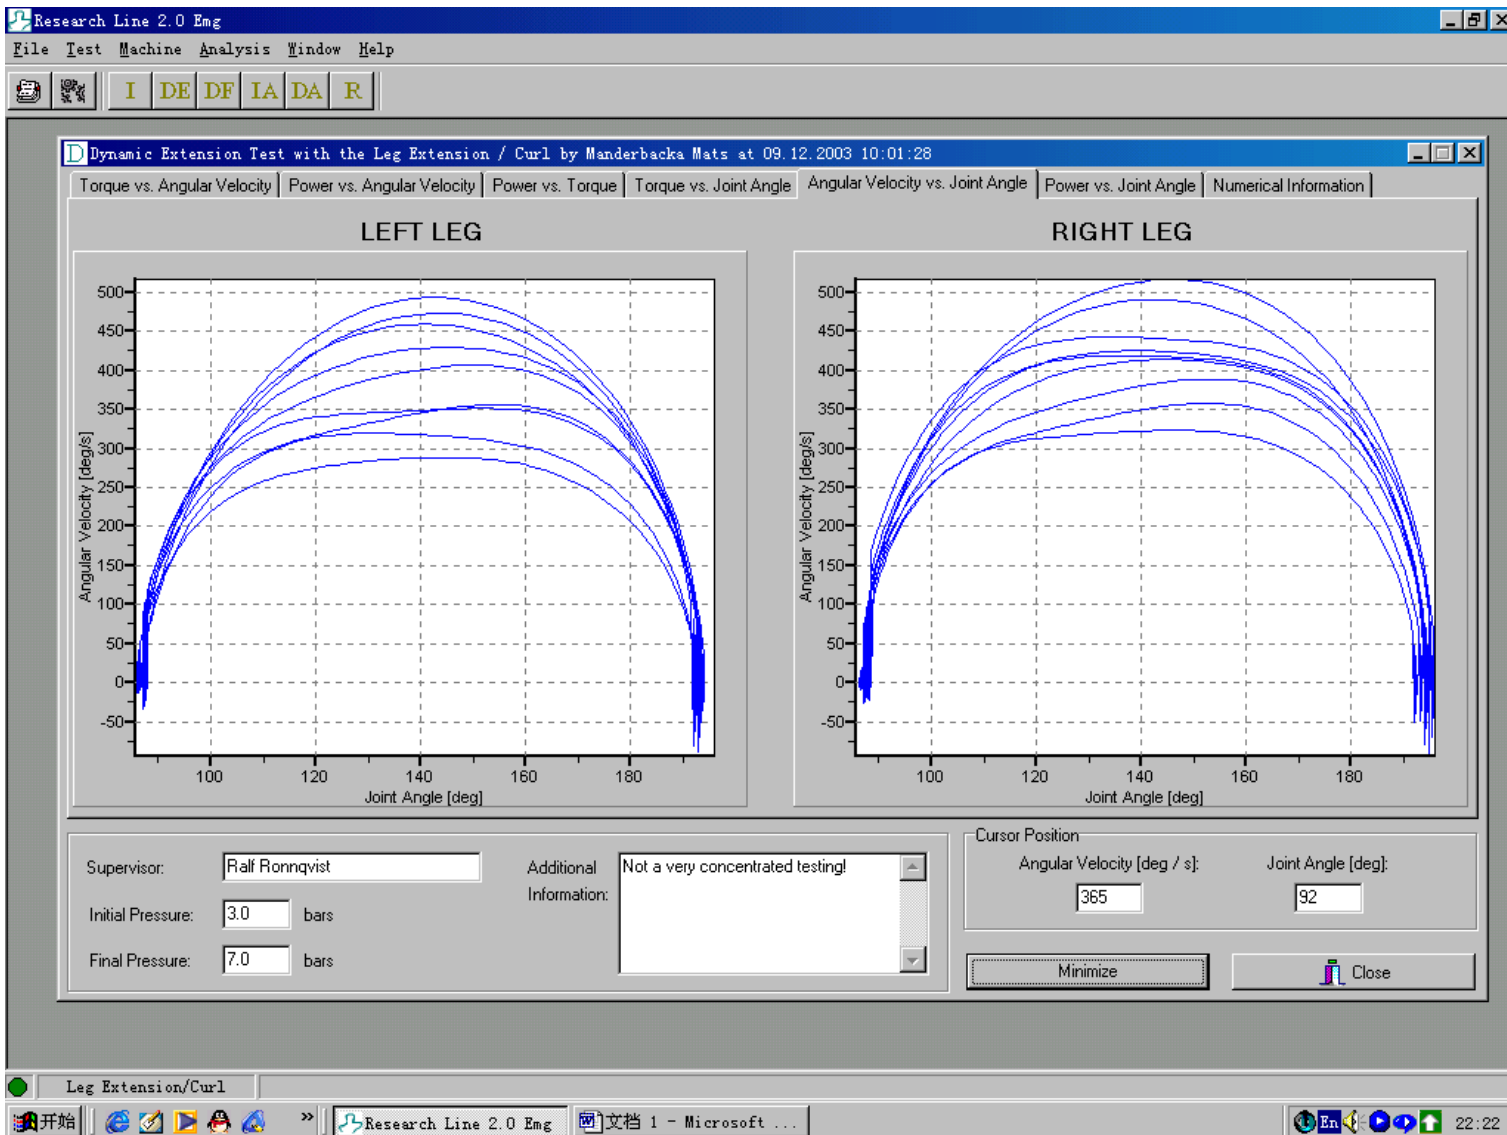 Research Line 2.0 Emg
File Test Machine Analysis Window Help
I DE DF IA DA R
Dynamic Extension Test with the Leg Extension / Curl by Manderbacka Mats at 09.12.2003 10:01:28
Torque vs. Angular Velocity Power vs. Angular Velocity Power vs. Torque Torque vs. Joint Angle Angular Velocity vs. Joint Angle Power vs. Joint Angle Numerical Information
LEFT LEG
500
450
400
350
300
250
200
150
100
50
0
-50
Angular Velocity [deg/s]
100 120 140 160 180
Joint Angle [deg]
RIGHT LEG
500
450
400
350
300
250
200
150
100
50
0
-50
Angular Velocity [deg/s]
100 120 140 160 180
Joint Angle [deg]
Supervisor: Ralf Ronnqvist
Initial Pressure: 3.0 bars
Final Pressure: 7.0 bars
Additional
Information:
Not a very concentrated testing!
Cursor Position
Angular Velocity [deg / s]: Joint Angle [deg]:
365 92
Minimize Close
Leg Extension/Curl
开始 » Research Line 2.0 Emg 文档 1 - Microsoft ... En 22:22